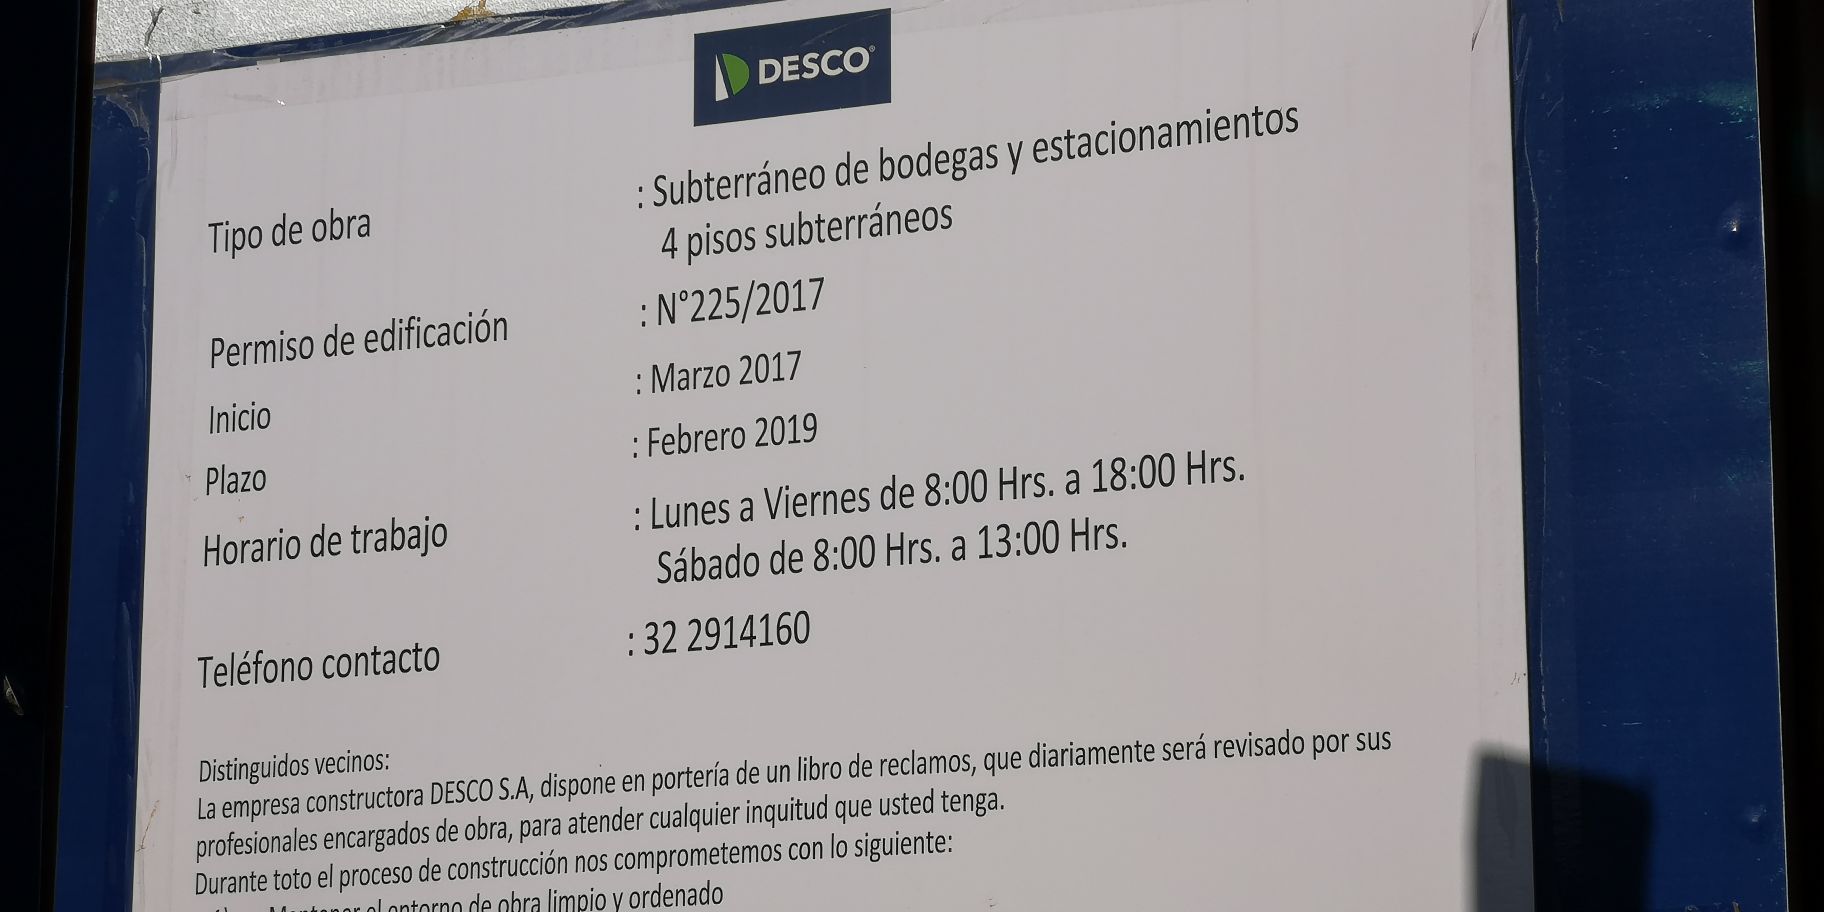 DESCO®
Tipo de obra : Subterráneo de bodegas y estacionamientos
4 pisos subterráneos
Permiso de edificación : N°225/2017
Inicio : Marzo 2017
Plazo : Febrero 2019
Horario de trabajo : Lunes a Viernes de 8:00 Hrs. a 18:00 Hrs.
Sábado de 8:00 Hrs. a 13:00 Hrs.
Teléfono contacto : 32 2914160
Distinguidos vecinos:
La empresa constructora DESCO S.A, dispone en portería de un libro de reclamos, que diariamente será revisado por sus
profesionales encargados de obra, para atender cualquier inquitud que usted tenga.
Durante toto el proceso de construcción nos comprometemos con lo siguiente:
Mantener el entorno de obra limpio y ordenado